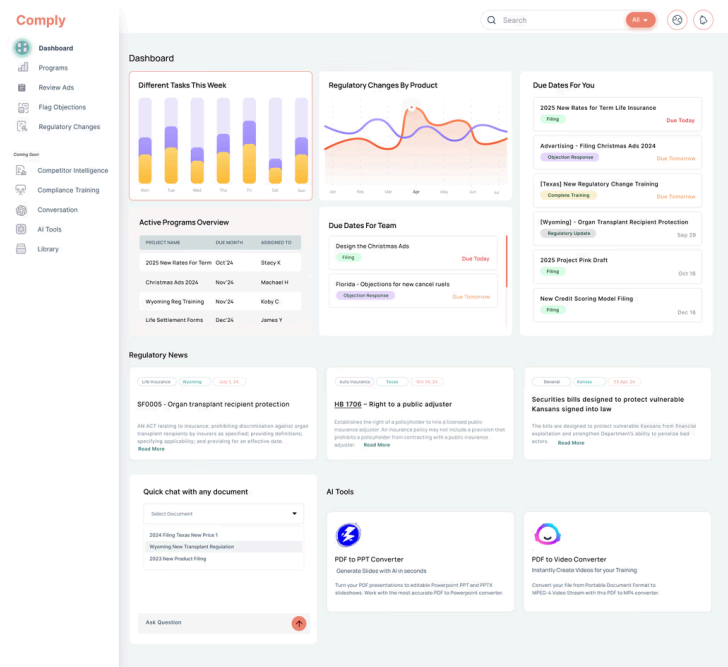 Comply
Search
All
Dashboard
Programs
Review Ads
Flag Objections
Regulatory Changes
Coming Soon
Competitor Intelligence
Compliance Training
Conversation
AI Tools
Library
Dashboard
Different Tasks This Week
Mon Tue Wed Thu Fri Sat Sun
Regulatory Changes By Product
Jan Feb Mar Apr May Jun Jul
Due Dates For You
2025 New Rates for Term Life Insurance
Filing
Due Today
Advertising - Filing Christmas Ads 2024
Objection Response
Due Tomorrow
[Texas] New Regulatory Change Training
Complete Training
Due Tomorrow
[Wyoming] - Organ Transplant Recipient Protection
Regulatory Update
Sep 29
2025 Project Pink Draft
Filing
Oct 16
New Credit Scoring Model Filing
Filing
Dec 16
Active Programs Overview
PROJECT NAME DUE MONTH ASSIGNED TO
2025 New Rates For Term Oct'24 Stacy K
Christmas Ads 2024 Nov'24 Machael H
Wyoming Reg Training Nov'24 Koby C
Life Settlement Forms Dec'24 James Y
Due Dates For Team
Design the Christmas Ads
Filing
Due Today
Florida - Objections for new cancel ruels
Objection Response
Due Tomorrow
Regulatory News
Life Insurance Wyoming July 1, 24
SF0005 - Organ transplant recipient protection
AN ACT relating to insurance; prohibiting discrimination against organ
transplant recipients by insurers as specified; providing definitions;
specifying applicability; and providing for an effective date.
Read More
Auto Insurance Texas
HB 1706 – Right to a public adjuster
Establishes the right of a policyholder to hire a licensed public
insurance adjuster. An insurance policy may not include a provision that
prohibits a policyholder from contracting with a public insurance
adjuster. Read More
General Kansas 23 Apr, 24
Securities bills designed to protect vulnerable
Kansans signed into law
The bills are designed to protect vulnerable Kansans from financial
exploitation and strengthen Department's ability to penalize bad
actors. Read More
Quick chat with any document
Select Document
2024 Filing Texas New Price 1
Wyoming New Transplant Regulation
2023 New Product Filing
Ask Question
AI Tools
PDF to PPT Converter
Generate Slides with AI in seconds
Turn your PDF presentations to editable Powerpoint PPT and PPTX
slideshows. Work with the most accurate PDF to Powerpoint converter.
PDF to Video Converter
Instantly Create Videos for your Training
Convert your file from Portable Document Format to
MPEG-4 Video Stream with this PDF to MP4 converter.